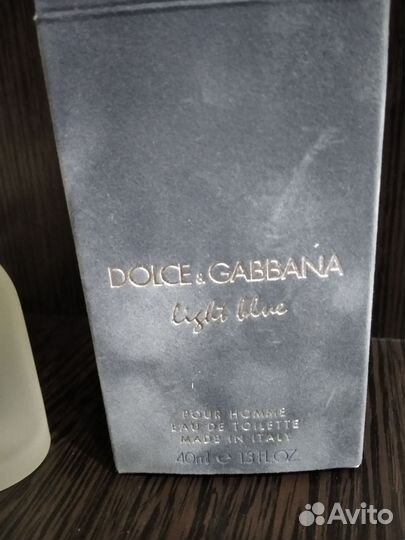 DOLCE & GABBANA
light blue
POUR HOMME
EAU DE TOILETTE
MADE IN ITALY
40ml e 1.3 FL.OZ.
Avito